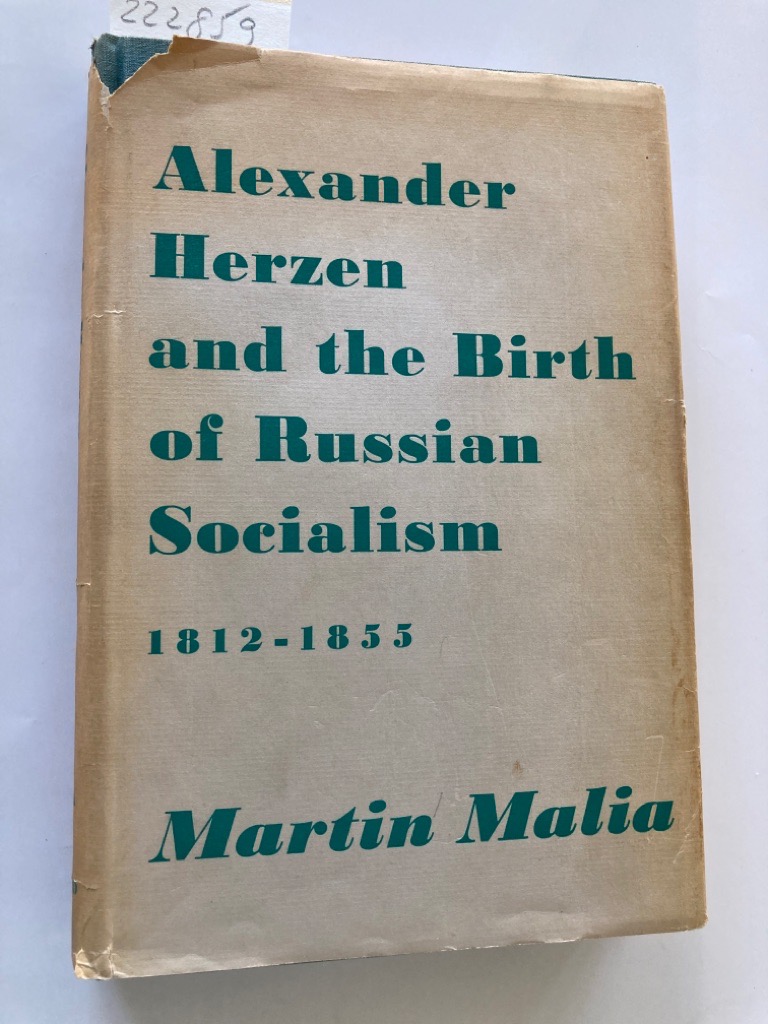 222859
Alexander
Herzen
and the Birth
of Russian
Socialism
1812-1855
Martin Malia